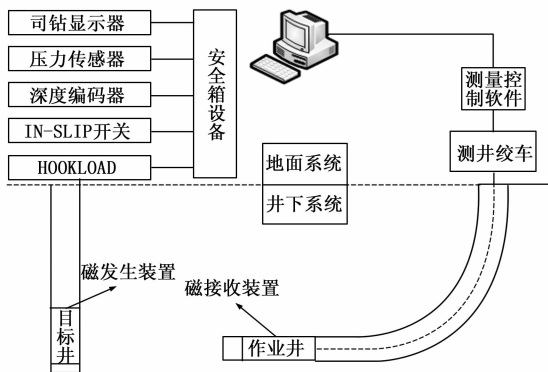 司钻显示器
压力传感器
深度编码器
IN-SLIP开关
HOOKLOAD
安全箱设备
测量控
制软件
测井绞车
地面系统
井下系统
磁发生装置
磁接收装置
目标井
作业井